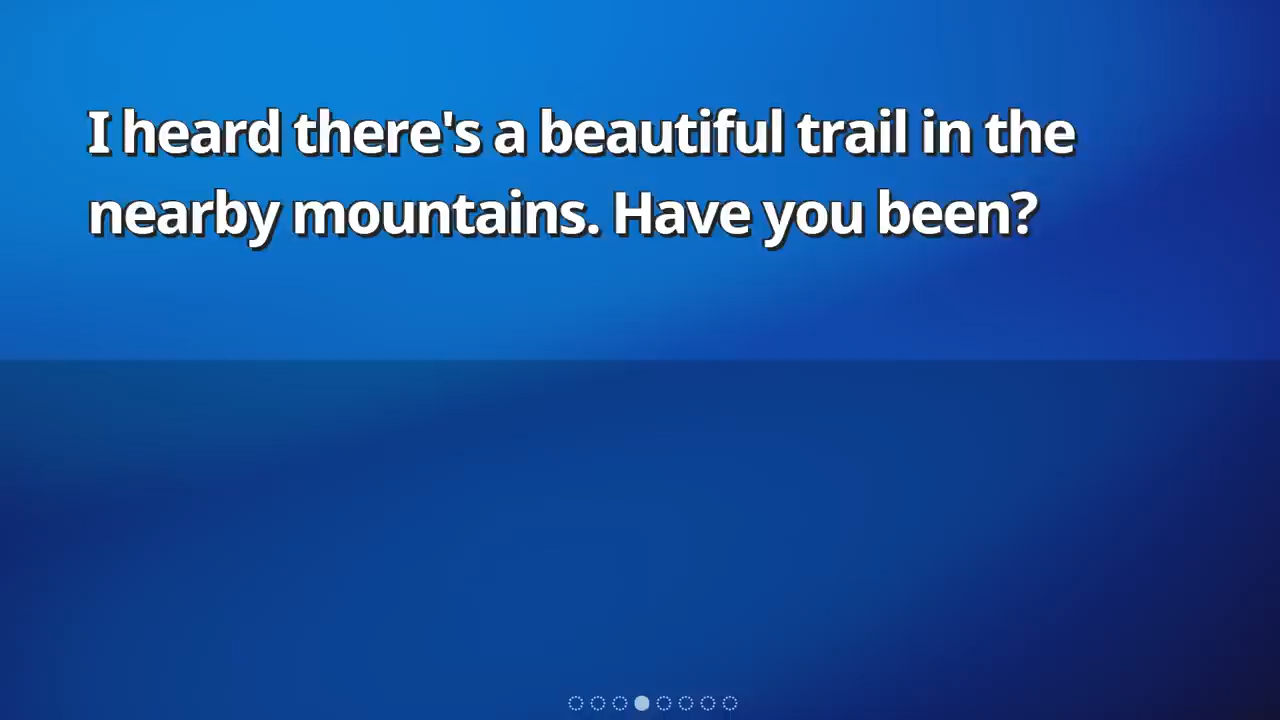 I heard there's a beautiful trail in the
nearby mountains. Have you been?